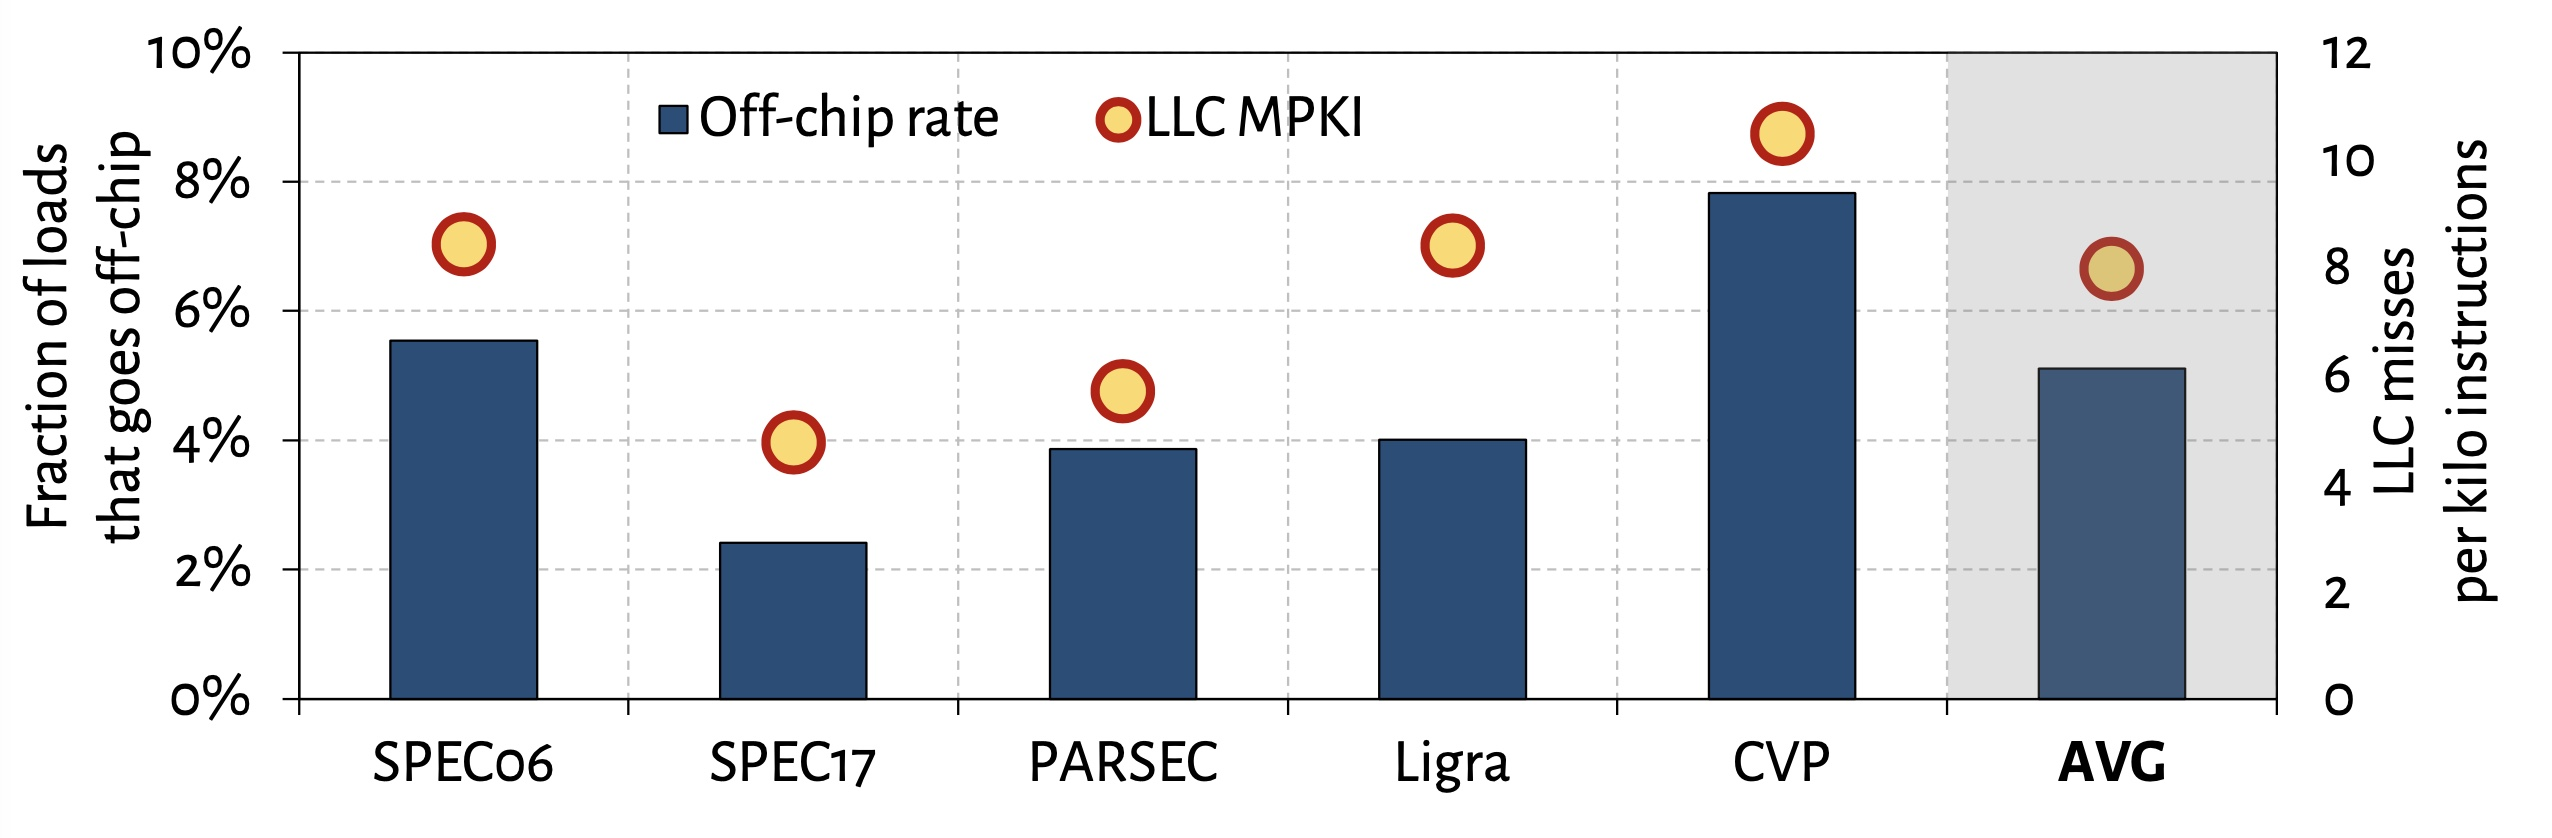 Fraction of loads
that goes off-chip
10%
8%
6%
4%
2%
0%
Off-chip rate
LLC MPKI
12
10
8
6
4
2
0
LLC misses
per kilo instructions
SPEC06
SPEC17
PARSEC
Ligra
CVP
AVG